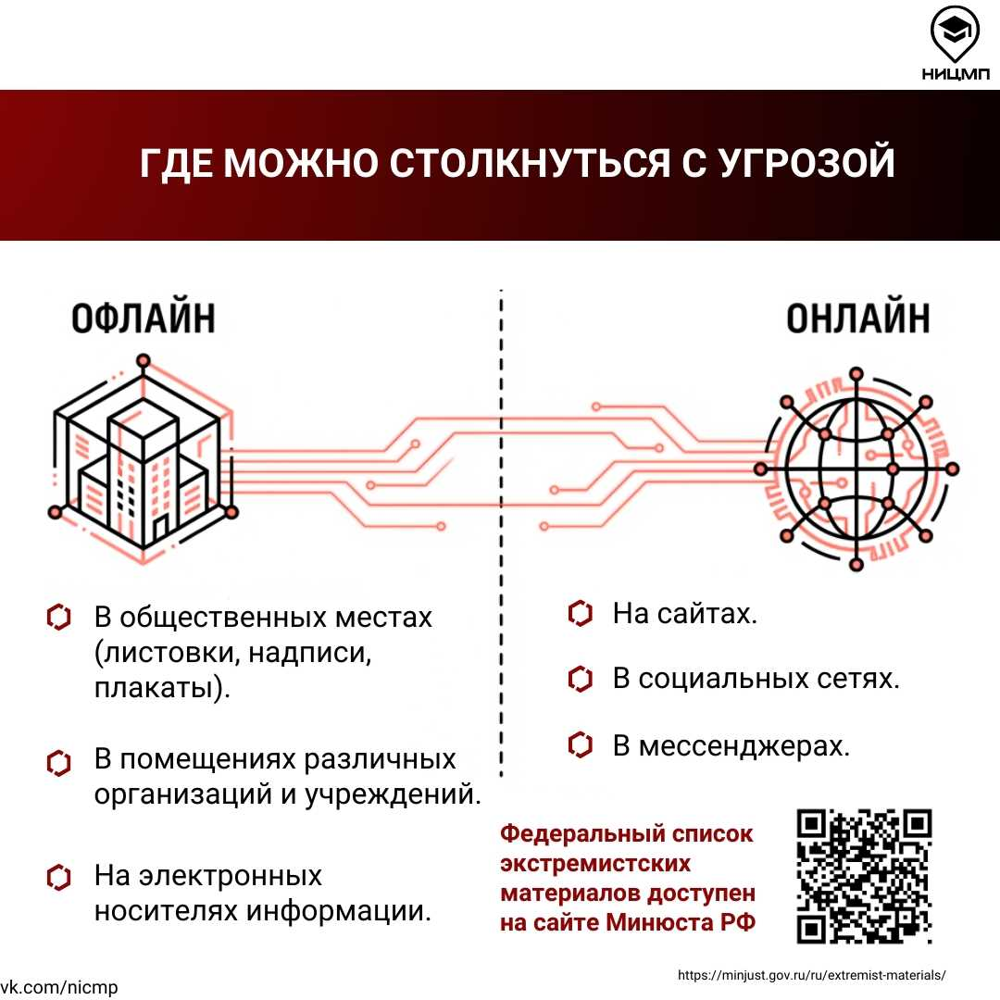 НИЦМП
ГДЕ МОЖНО СТОЛКНУТЬСЯ С УГРОЗОЙ
ОФЛАЙН
В общественных местах
(листовки, надписи,
плакаты).
В помещениях различных
организаций и учреждений.
На электронных
носителях информации.
ОНЛАЙН
На сайтах.
В социальных сетях.
В мессенджерах.
Федеральный список
экстремистских
материалов доступен
на сайте Минюста РФ
https://minjust.gov.ru/ru/extremist-materials/
vk.com/nicmp